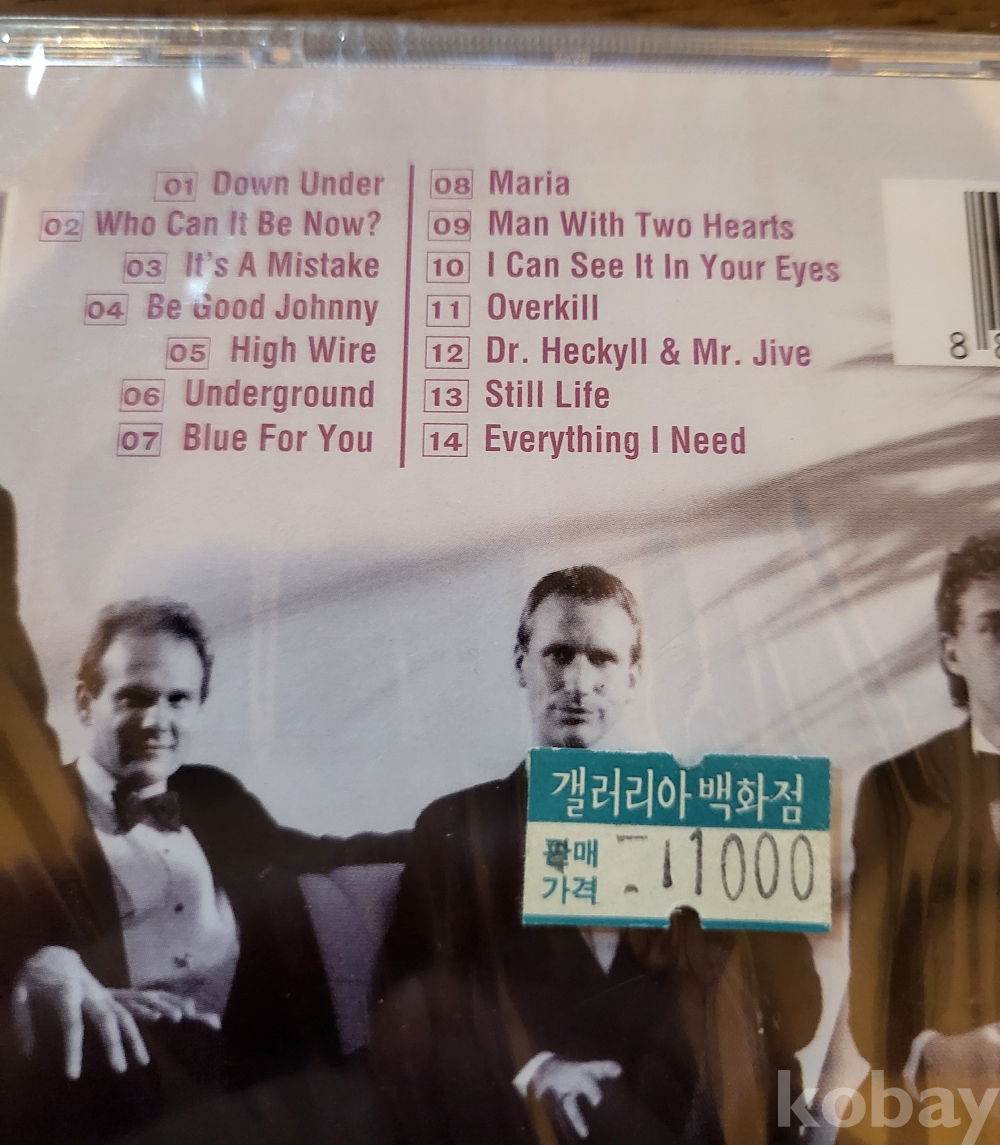 01 Down Under
02 Who Can It Be Now?
03 It's A Mistake
04 Be Good Johnny
05 High Wire
06 Underground
07 Blue For You
08 Maria
09 Man With Two Hearts
10 I Can See It In Your Eyes
11 Overkill
12 Dr. Heckyll & Mr. Jive
13 Still Life
14 Everything I Need
8
갤러리아백화점
판매
가격
11000
kobay